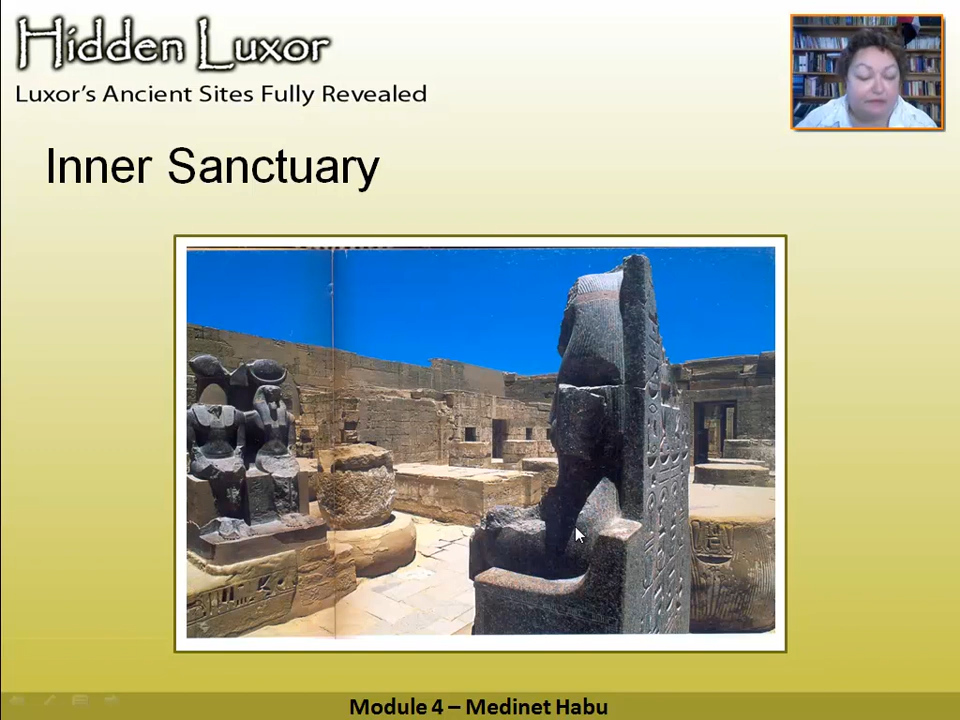 Hidden Luxor
Luxor's Ancient Sites Fully Revealed
Inner Sanctuary
Module 4 – Medinet Habu